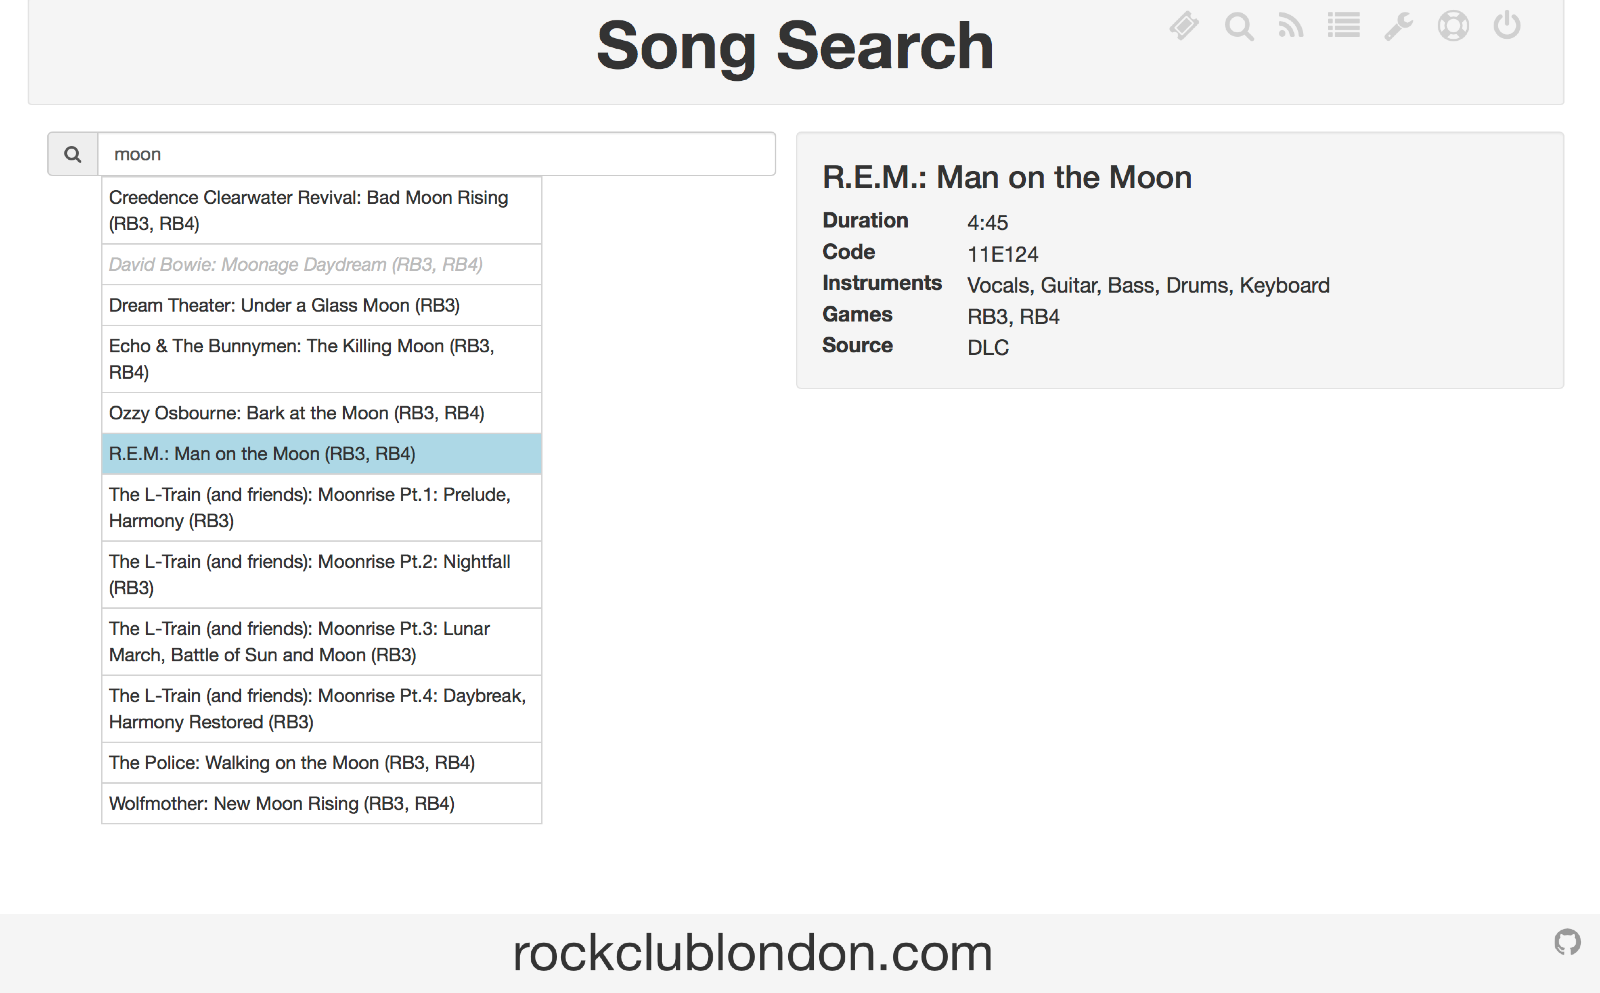 Song Search
moon
Creedence Clearwater Revival: Bad Moon Rising
(RB3, RB4)
David Bowie: Moonage Daydream (RB3, RB4)
Dream Theater: Under a Glass Moon (RB3)
Echo & The Bunnymen: The Killing Moon (RB3,
RB4)
Ozzy Osbourne: Bark at the Moon (RB3, RB4)
R.E.M.: Man on the Moon (RB3, RB4)
The L-Train (and friends): Moonrise Pt.1: Prelude,
Harmony (RB3)
The L-Train (and friends): Moonrise Pt.2: Nightfall
(RB3)
The L-Train (and friends): Moonrise Pt.3: Lunar
March, Battle of Sun and Moon (RB3)
The L-Train (and friends): Moonrise Pt.4: Daybreak,
Harmony Restored (RB3)
The Police: Walking on the Moon (RB3, RB4)
Wolfmother: New Moon Rising (RB3, RB4)
R.E.M.: Man on the Moon
Duration 4:45
Code 11E124
Instruments Vocals, Guitar, Bass, Drums, Keyboard
Games RB3, RB4
Source DLC
rockclublondon.com